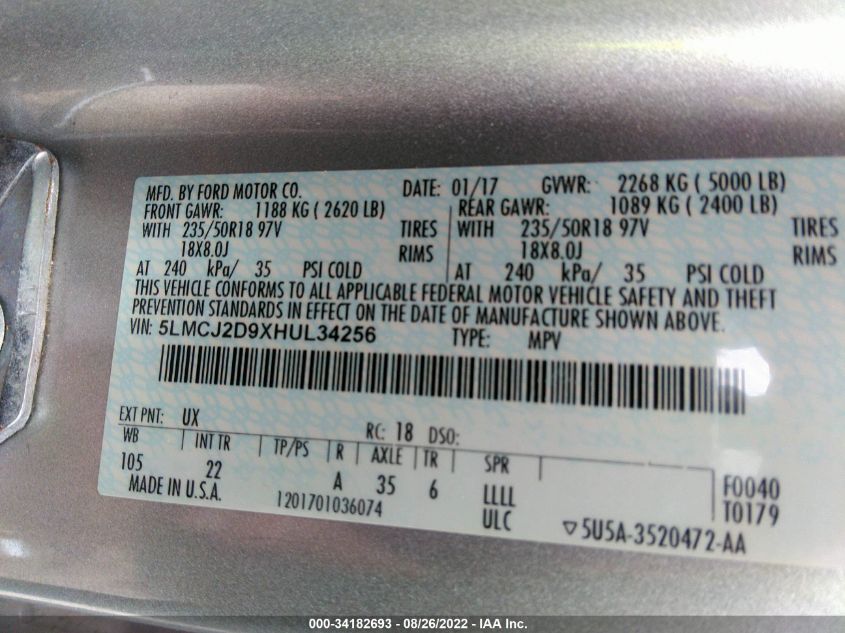 MFD. BY FORD MOTOR CO. DATE: 01/17 GVWR: 2268 KG ( 5000 LB)
FRONT GAWR: 1188 KG ( 2620 LB) REAR GAWR: 1089 KG ( 2400 LB)
WITH 235/50R18 97V TIRES WITH 235/50R18 97V TIRES
18X8.0J RIMS 18X8.0J RIMS
AT 240 kPa/ 35 PSI COLD AT 240 kPa/ 35 PSI COLD
THIS VEHICLE CONFORMS TO ALL APPLICABLE FEDERAL MOTOR VEHICLE SAFETY AND THEFT
PREVENTION STANDARDS IN EFFECT ON THE DATE OF MANUFACTURE SHOWN ABOVE.
VIN: 5LMCJ2D9XHUL34256 TYPE: MPV
EXT PNT: UX RC: 18 DSO:
WB INT TR TP/PS R AXLE TR SPR
105 22 A 35 6 LLLL F0040
MADE IN U.S.A. 1201701036074 ULC T0179
5U5A-3520472-AA
000-34182693 - 08/26/2022 - IAA Inc.